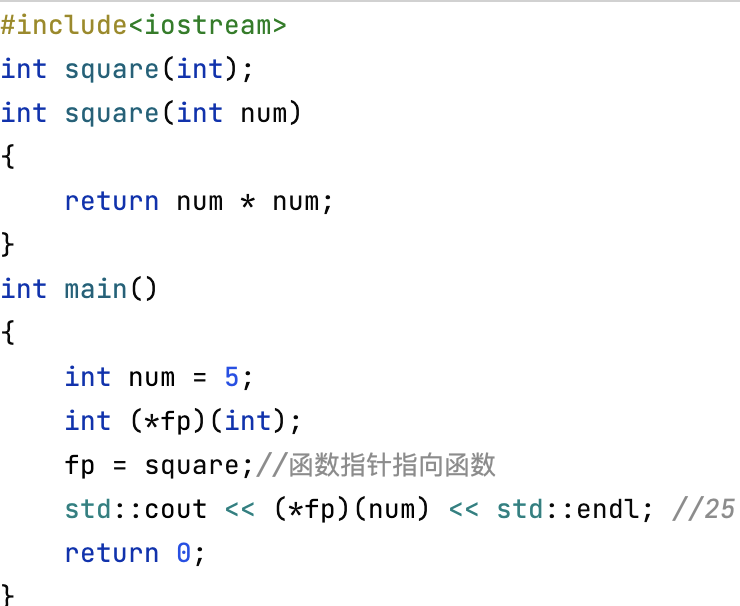 #include<iostream>
int square(int);
int square(int num)
{
    return num * num;
}
int main()
{
    int num = 5;
    int (*fp)(int);
    fp = square;//函数指针指向函数
    std::cout << (*fp)(num) << std::endl; //25
    return 0;
}